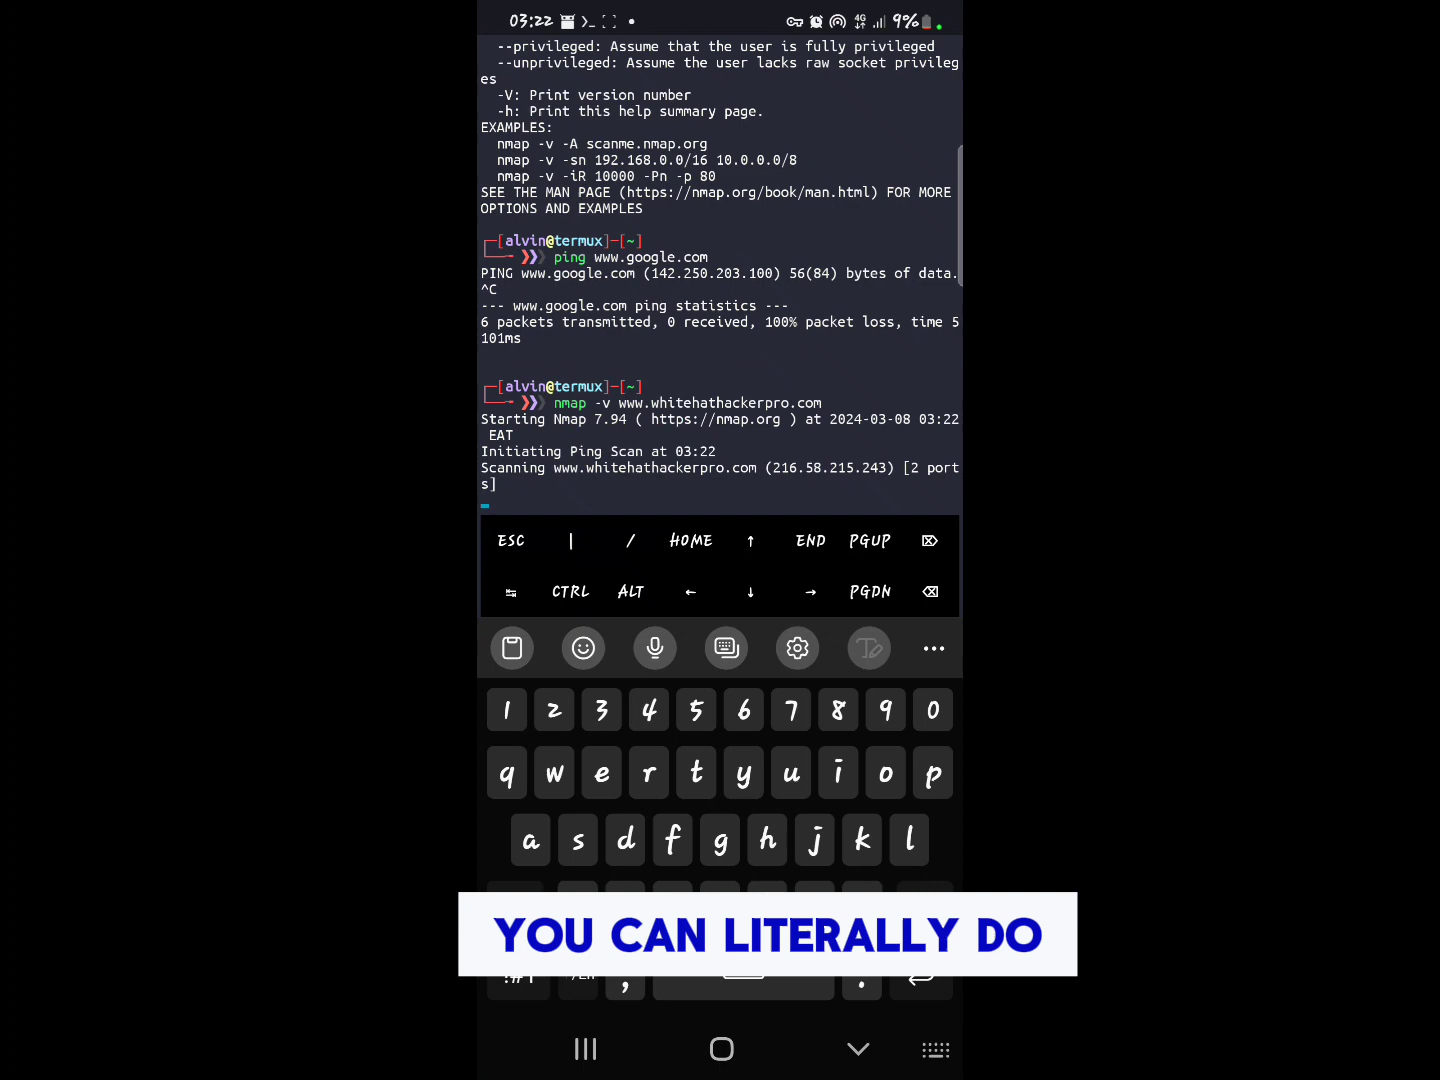 03:22 4G 9%
--privileged: Assume that the user is fully privileged
--unprivileged: Assume the user lacks raw socket privileg
es
-V: Print version number
-h: Print this help summary page.
EXAMPLES:
nmap -v -A scanme.nmap.org
nmap -v -sn 192.168.0.0/16 10.0.0.0/8
nmap -v -iR 10000 -Pn -p 80
SEE THE MAN PAGE (https://nmap.org/book/man.html) FOR MORE
OPTIONS AND EXAMPLES
[alvin@termux]-[~]
ping www.google.com
PING www.google.com (142.250.203.100) 56(84) bytes of data.
^C
--- www.google.com ping statistics ---
6 packets transmitted, 0 received, 100% packet loss, time 5
101ms
[alvin@termux]-[~]
nmap -v www.whitehathackerpro.com
Starting Nmap 7.94 ( https://nmap.org ) at 2024-03-08 03:22
EAT
Initiating Ping Scan at 03:22
Scanning www.whitehathackerpro.com (216.58.215.243) [2 port
s]
ESC | / HOME ↑ END PGUP ⌦
↹ CTRL ALT ← ↓ → PGDN ⌫
1 2 3 4 5 6 7 8 9 0
q w e r t y u i o p
a s d f g h j k l
YOU CAN LITERALLY DO
, .